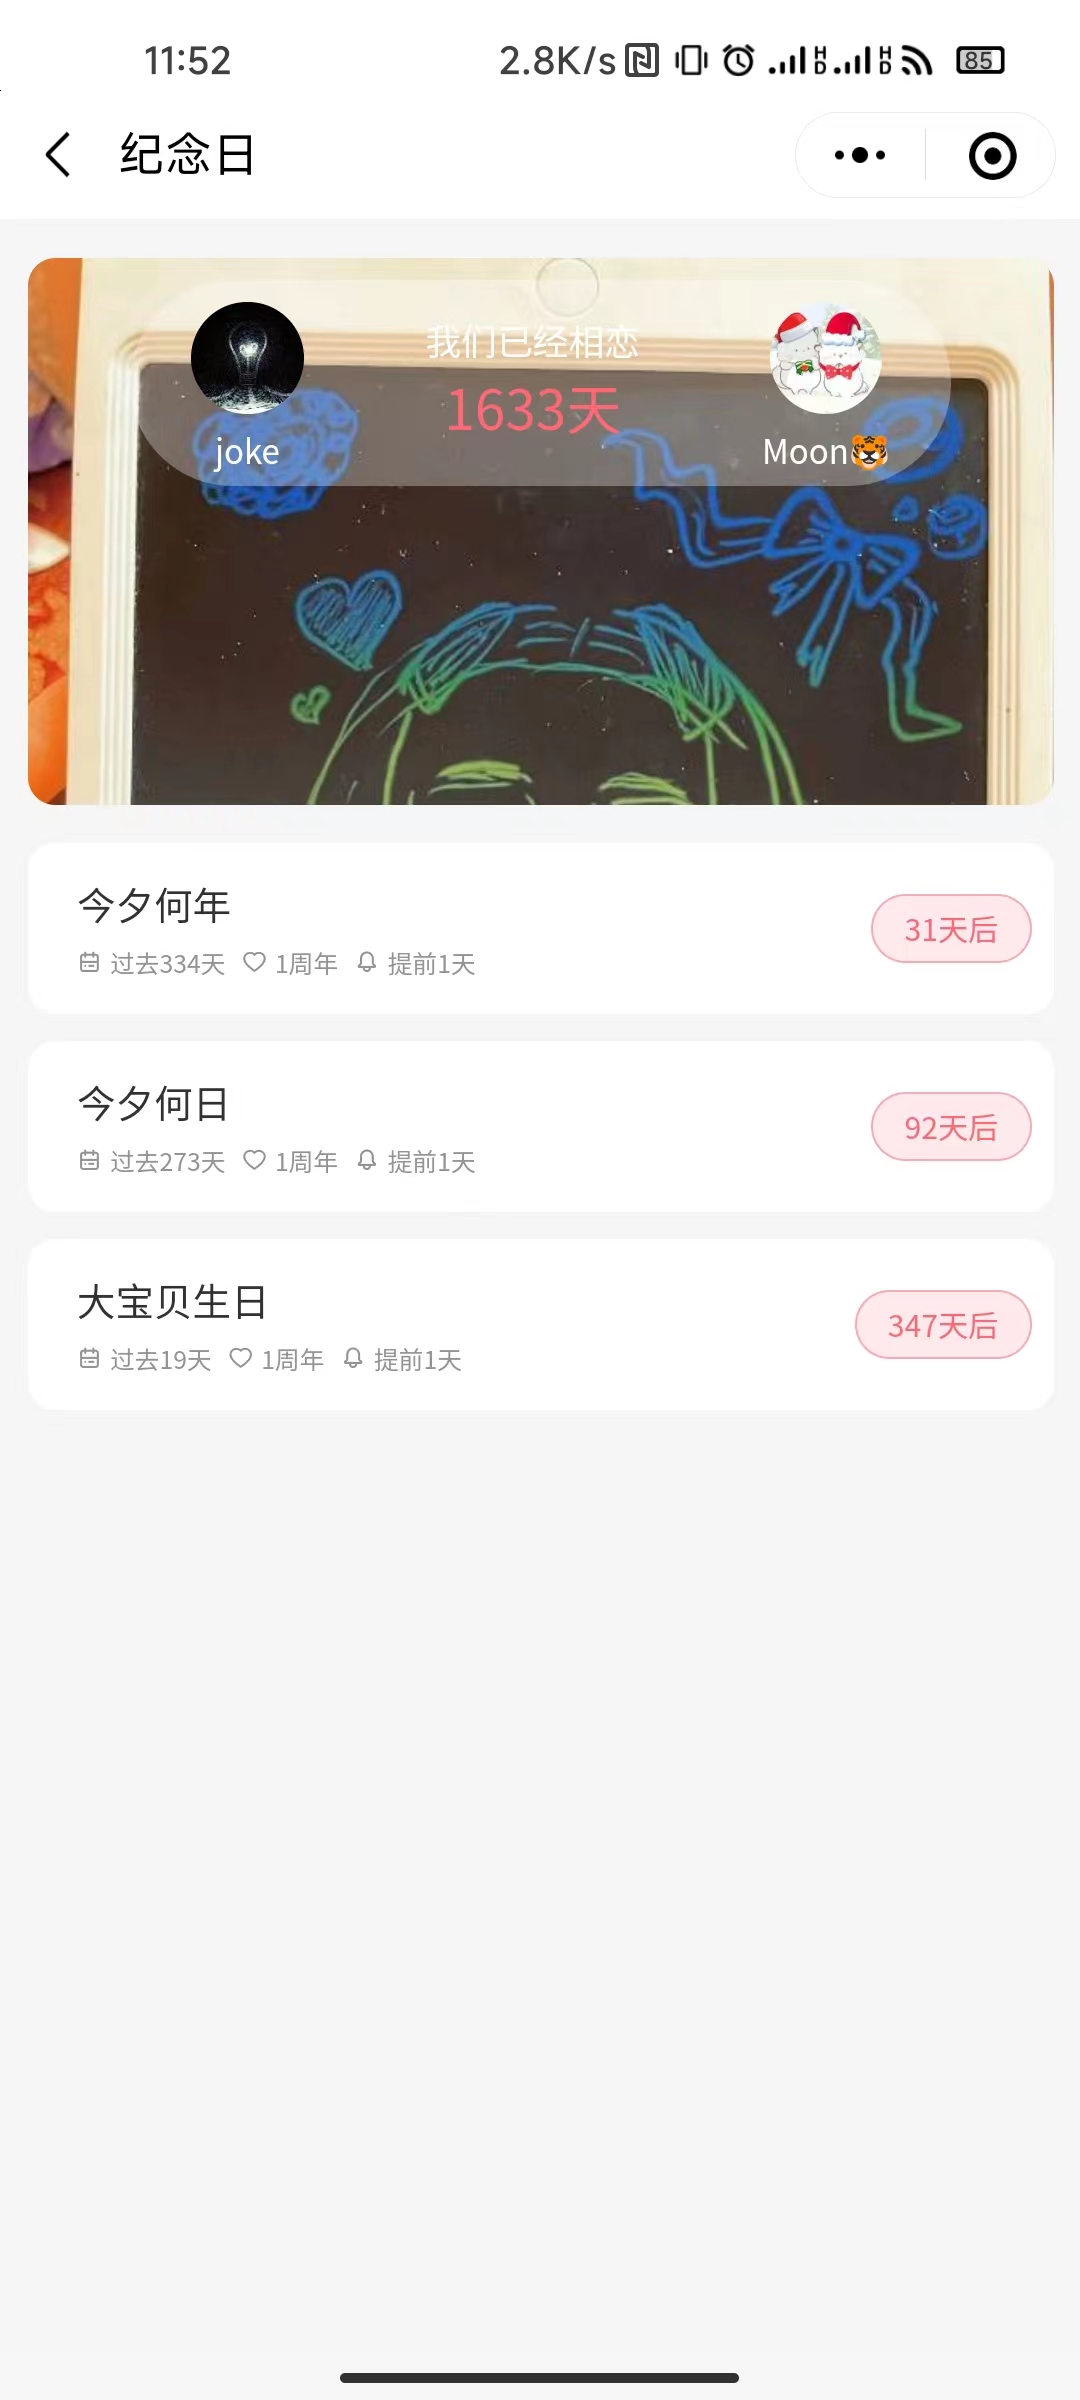 11:52
2.8K/s
85
纪念日
我们已经相恋
1633天
joke
Moon🐯
今夕何年
过去334天 1周年 提前1天
31天后
今夕何日
过去273天 1周年 提前1天
92天后
大宝贝生日
过去19天 1周年 提前1天
347天后